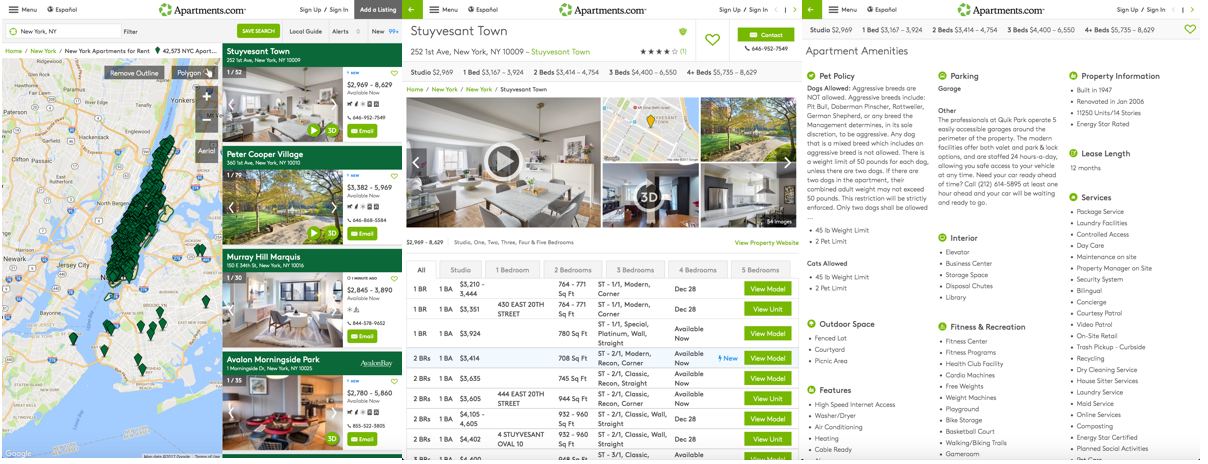 Menu
Español
Apartments.com
Sign Up / Sign In
Add a Listing
New York, NY
Filter
SAVE SEARCH
Local Guide
Alerts
New 99+
Home › New York › New York Apartments for Rent
42,573 NYC Apart...
Remove Outline
Polygon
Aerial
Yonkers
Paterson
Hackensack
Englewood
Clifton
Jersey City
Bayonne
Google
Stuyvesant Town
252 1st Ave, New York, NY 10009
1 / 52
NEW
$2,969 - 8,629
Available Now
646-952-7549
3D
Email
Peter Cooper Village
360 1st Ave, New York, NY 10010
1 / 79
NEW
$3,382 - 5,969
Available Now
646-868-5584
3D
Email
Murray Hill Marquis
150 E 34th St, New York, NY 10016
1 / 30
1 MINUTE AGO
$2,845 - 3,890
Available Now
844-578-9652
Email
Avalon Morningside Park
AvalonBay
1 Morningside Dr, New York, NY 10025
1 / 35
NEW
$2,780 - 5,860
Available Now
855-522-3805
3D
Email
Menu
Español
Apartments.com
Sign Up / Sign In
Stuyvesant Town
252 1st Ave, New York, NY 10009 – Stuyvesant Town
(1)
Contact
646-952-7549
Studio $2,969
1 Bed $3,167 - 3,924
2 Beds $3,414 - 4,754
3 Beds $4,400 - 6,550
4+ Beds $5,735 - 8,629
Home › New York › New York › Stuyvesant Town
3D
54 Images
$2,969 - 8,629
Studio, One, Two, Three, Four & Five Bedrooms
View Property Website
All
Studio
1 Bedroom
2 Bedrooms
3 Bedrooms
4 Bedrooms
5 Bedrooms
1 BR 1 BA $3,210 - 3,444 764 - 771 Sq Ft ST - 1/1, Modern, Corner Dec 28 View Model
1 BR 1 BA $3,351 430 EAST 20TH STREET 764 - 771 Sq Ft ST - 1/1, Modern, Corner Dec 28 View Unit
1 BR 1 BA $3,924 780 Sq Ft ST - 1/1, Special, Platinum, Wall, Straight Available Now View Model
2 BRs 1 BA $3,414 708 Sq Ft ST - 2/1, Modern, Recon, Corner Available Now New View Model
2 BRs 1 BA $3,635 745 Sq Ft ST - 2/1, Classic, Recon, Straight Available Now View Model
2 BRs 1 BA $3,605 444 EAST 20TH STREET 944 Sq Ft ST - 2/1, Classic, Recon, Corner Available Now View Unit
2 BRs 1 BA $4,105 - 4,605 932 - 960 Sq Ft ST - 2/1, Classic, Wall, Straight Dec 28 View Model
2 BRs 1 BA $4,402 4 STUYVESANT OVAL 10 932 - 960 Sq Ft ST - 2/1, Classic, Wall, Straight Dec 28 View Unit
3 BRs 1 BA $4,400 948 Sq Ft ST - 3/1, Classic, Available View Model
Menu
Español
Apartments.com
Sign Up / Sign In
Studio $2,969
1 Bed $3,167 - 3,924
2 Beds $3,414 - 4,754
3 Beds $4,400 - 6,550
4+ Beds $5,735 - 8,629
Apartment Amenities
Pet Policy
Dogs Allowed: Aggressive breeds are
NOT allowed. Aggressive breeds include:
Pit Bull, Doberman Pinscher, Rottweiler,
German Shepherd, or any breed the
Management determines, in its sole
discretion, to be aggressive. Any dog
that is a mixed breed which includes an
aggressive breed is not allowed. There is
a weight limit of 50 pounds for each dog,
unless there are two dogs. If there are
two dogs in the apartment, their
combined adult weight may not exceed
50 pounds. This restriction will be strictly
enforced. Only two dogs shall be allowed
...
45 lb Weight Limit
2 Pet Limit
Cats Allowed
45 lb Weight Limit
2 Pet Limit
Outdoor Space
Fenced Lot
Courtyard
Picnic Area
Features
High Speed Internet Access
Washer/Dryer
Air Conditioning
Heating
Cable Ready
Parking
Garage
Other
The professionals at Quik Park operate 5
easily accessible garages around the
perimeter of the property. The modern
facilities offer both valet and park & lock
options, and are staffed 24 hours-a-day,
allowing you safe access to your vehicle
at any time. Need your car ready ahead
of time? Call (212) 614-5895 at least one
hour ahead and your car will be waiting
and ready to go.
Interior
Elevator
Business Center
Storage Space
Disposal Chutes
Library
Fitness & Recreation
Fitness Center
Fitness Programs
Health Club Facility
Cardio Machines
Free Weights
Weight Machines
Playground
Bike Storage
Basketball Court
Walking/Biking Trails
Gameroom
Property Information
Built in 1947
Renovated in Jan 2006
11250 Units/14 Stories
Energy Star Rated
Lease Length
12 months
Services
Package Service
Laundry Facilities
Controlled Access
Day Care
Maintenance on site
Property Manager on Site
Security System
Bilingual
Concierge
Courtesy Patrol
Video Patrol
On-Site Retail
Trash Pickup - Curbside
Recycling
Dry Cleaning Service
House Sitter Services
Laundry Service
Maid Service
Online Services
Composting
Energy Star Certified
Planned Social Activities